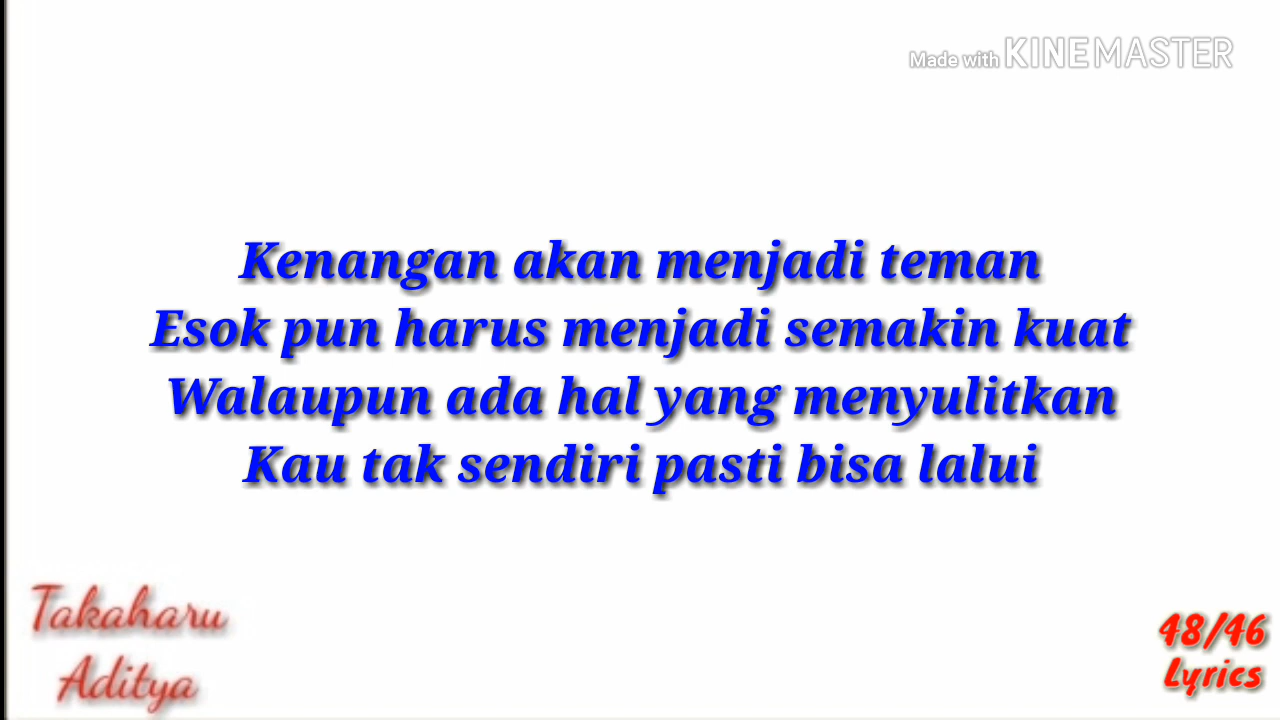 Made with KINEMASTER
Kenangan akan menjadi teman
Esok pun harus menjadi semakin kuat
Walaupun ada hal yang menyulitkan
Kau tak sendiri pasti bisa lalui
Takaharu
Aditya
48/46
Lyrics